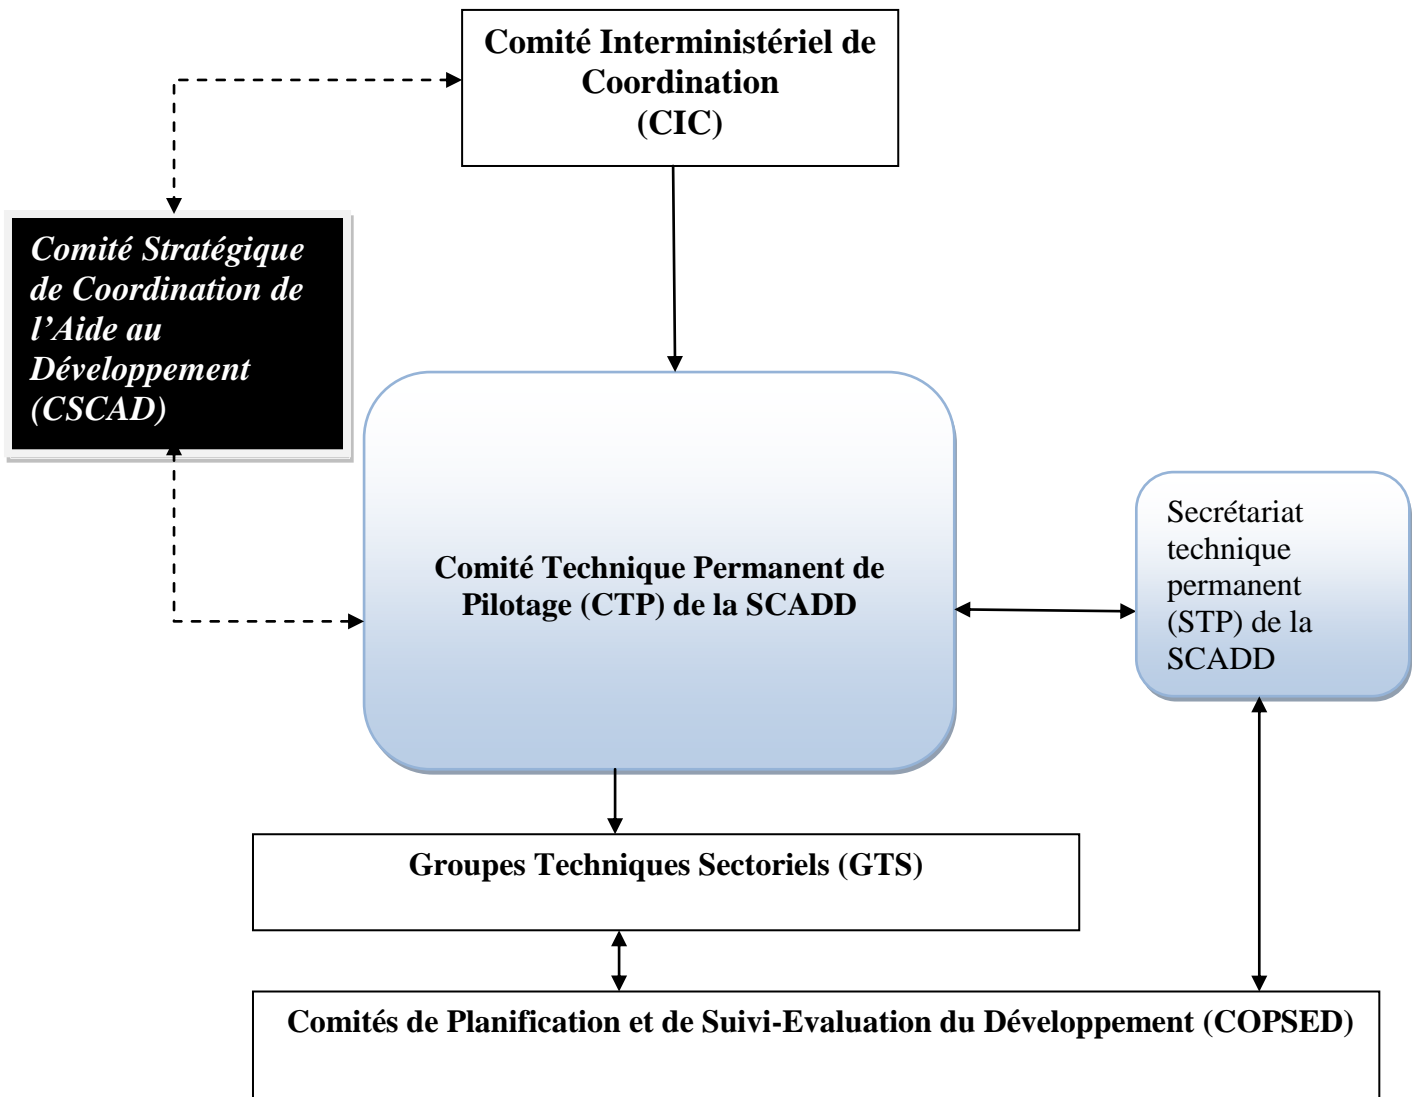 Comité Interministériel de
Coordination
(CIC)
Comité Stratégique
de Coordination de
l’Aide au
Développement
(CSCAD)
Comité Technique Permanent de
Pilotage (CTP) de la SCADD
Secrétariat
technique
permanent
(STP) de la
SCADD
Groupes Techniques Sectoriels (GTS)
Comités de Planification et de Suivi-Evaluation du Développement (COPSED)